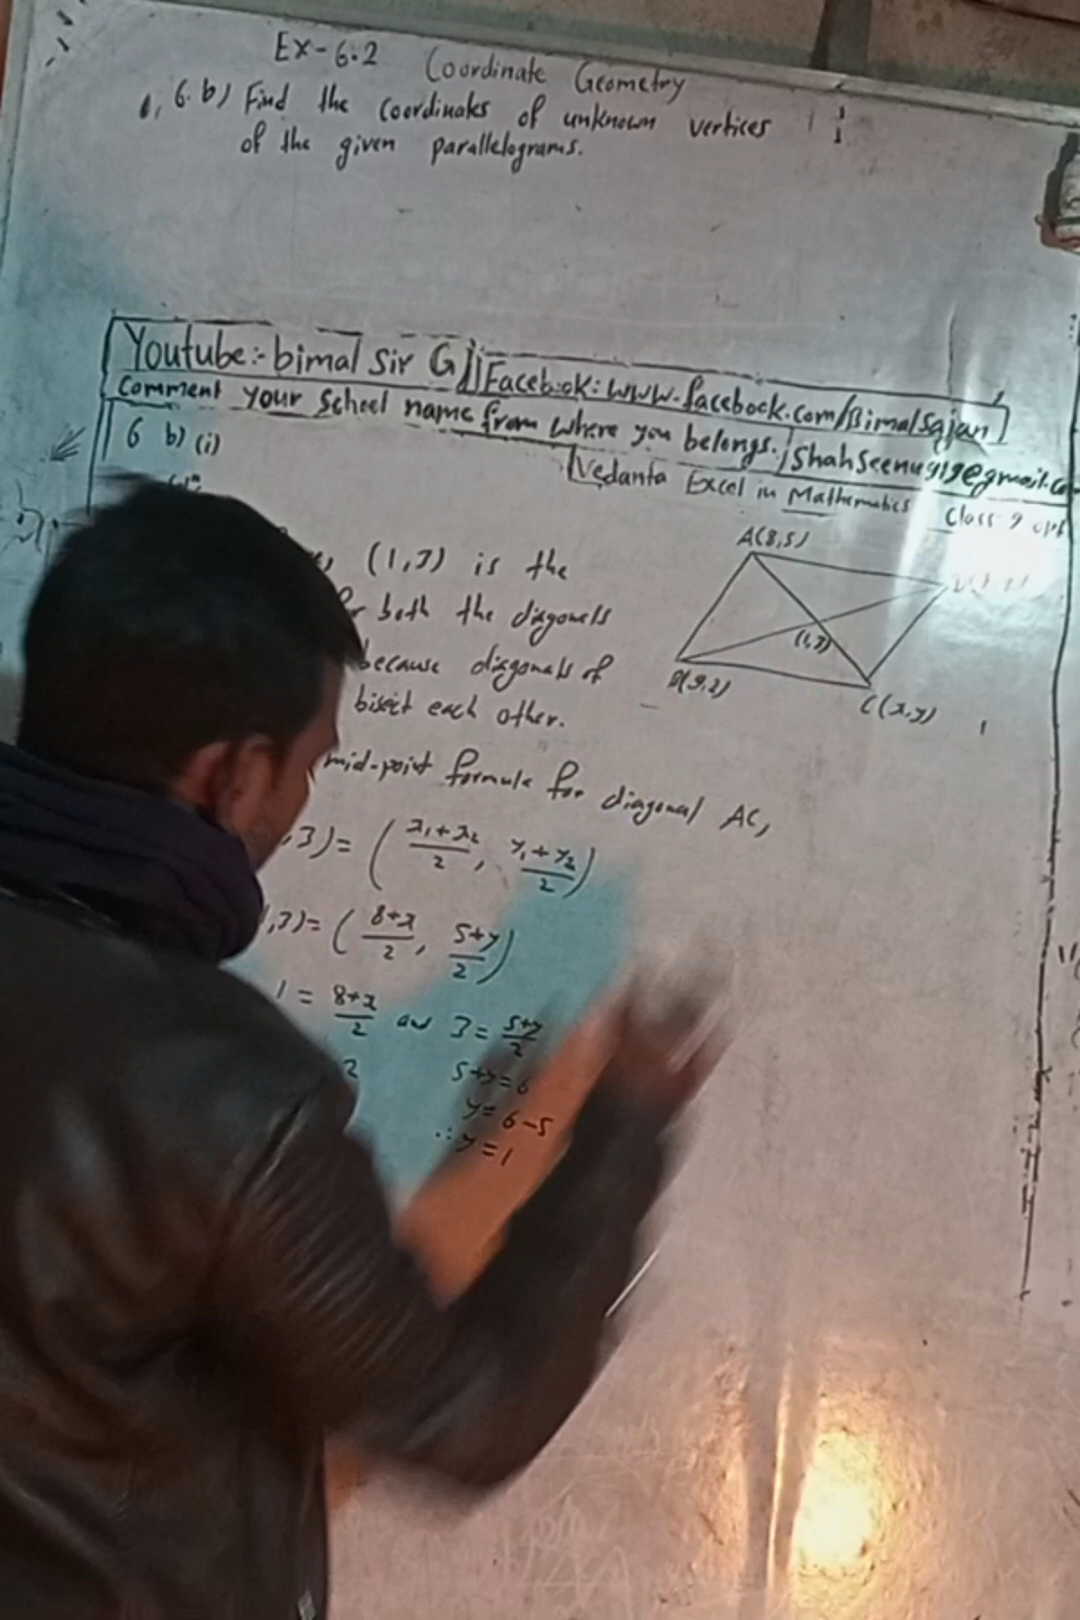 Ex-6.2 Coordinate Geometry
6.b) Find the coordinates of unknown vertices
of the given parallelograms.
Youtube:- bimal Sir G
Facebook: www.facebook.com/Bimalsajan
Comment your School name from where you belongs.
Vedanta Excel in Mathematics Class-9 opt
6 b) (i)
A(8,5)
(1,3)
B(9,2)
C(x,y)
(1,3) is the
both the diagonals
because diagonals of
bisect each other.
mid-point formula for diagonal AC,
,3) = ( x₁+x₂/2 , y₁+y₂/2 )
,3) = ( 8+x/2 , 5+y/2 )
1 = 8+x/2 and 3 = 5+y/2
2 5+y=6
y=6-5
∴y=1